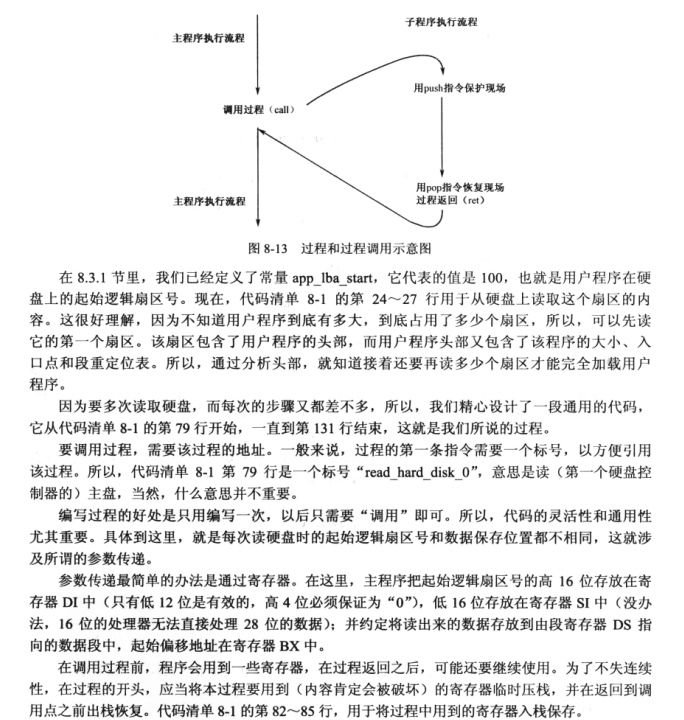 子程序执行流程
主程序执行流程
用push指令保护现场
调用过程（call）
用pop指令恢复现场
过程返回（ret）
主程序执行流程
图 8-13 过程和过程调用示意图
在 8.3.1 节里，我们已经定义了常量 app_lba_start，它代表的值是 100，也就是用户程序在硬
盘上的起始逻辑扇区号。现在，代码清单 8-1 的第 24～27 行用于从硬盘上读取这个扇区的内
容。这很好理解，因为不知道用户程序到底有多大，到底占用了多少个扇区，所以，可以先读
它的第一个扇区。该扇区包含了用户程序的头部，而用户程序头部又包含了该程序的大小、入
口点和段重定位表。所以，通过分析头部，就知道接着还要再读多少个扇区才能完全加载用户
程序。
因为要多次读取硬盘，而每次的步骤又都差不多，所以，我们精心设计了一段通用的代码，
它从代码清单 8-1 的第 79 行开始，一直到第 131 行结束，这就是我们所说的过程。
要调用过程，需要该过程的地址。一般来说，过程的第一条指令需要一个标号，以方便引用
该过程。所以，代码清单 8-1 第 79 行是一个标号“read_hard_disk_0”，意思是读（第一个硬盘控
制器的）主盘，当然，什么意思并不重要。
编写过程的好处是只用编写一次，以后只需要“调用”即可。所以，代码的灵活性和通用性
尤其重要。具体到这里，就是每次读硬盘时的起始逻辑扇区号和数据保存位置都不相同，这就涉
及所谓的参数传递。
参数传递最简单的办法是通过寄存器。在这里，主程序把起始逻辑扇区号的高 16 位存放在寄
存器 DI 中（只有低 12 位是有效的，高 4 位必须保证为“0”），低 16 位存放在寄存器 SI 中（没办
法，16 位的处理器无法直接处理 28 位的数据）；并约定将读出来的数据存放到由段寄存器 DS 指
向的数据段中，起始偏移地址在寄存器 BX 中。
在调用过程前，程序会用到一些寄存器，在过程返回之后，可能还要继续使用。为了不失连续
性，在过程的开头，应当将本过程要用到（内容肯定会被破坏）的寄存器临时压栈，并在返回到调
用点之前出栈恢复。代码清单 8-1 的第 82～85 行，用于将过程中用到的寄存器入栈保存。